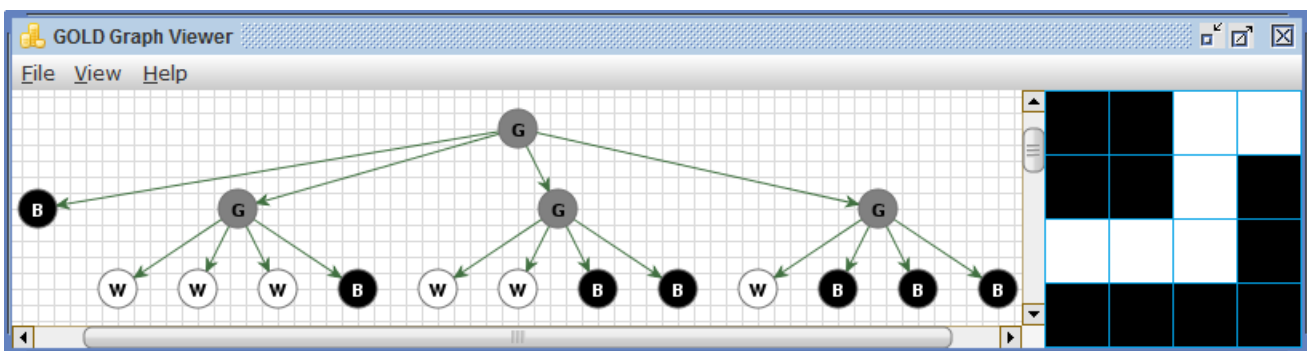 GOLD Graph Viewer
File View Help
G
B G G G
W W W B W W B B W B B B